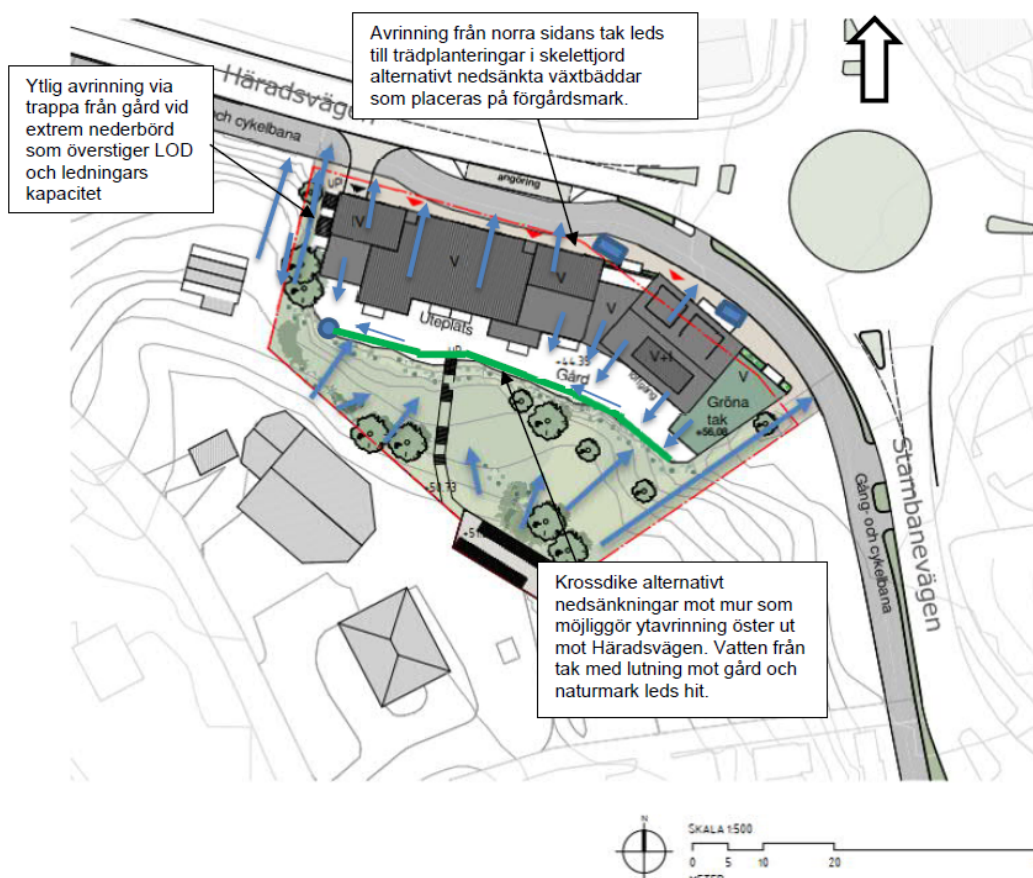 Avrinning från norra sidans tak leds
till trädplanteringar i skelettjord
alternativt nedsänkta växtbäddar
som placeras på förgårdsmark.
Ytlig avrinning via
trappa från gård vid
extrem nederbörd
som överstiger LOD
och ledningars
kapacitet
Häradsvägen
och cykelbana
angöring
UP
V
V
V
V
V+1
V
Uteplats
UP
+44.35
Gård
Gröna
tak
+56,08
Stambanevägen
Gång- och cykelbana
Krossdike alternativt
nedsänkningar mot mur som
möjliggör ytavrinning öster ut
mot Häradsvägen. Vatten från
tak med lutning mot gård och
naturmark leds hit.
N
SKALA 1:500
0 5 10 20
METER